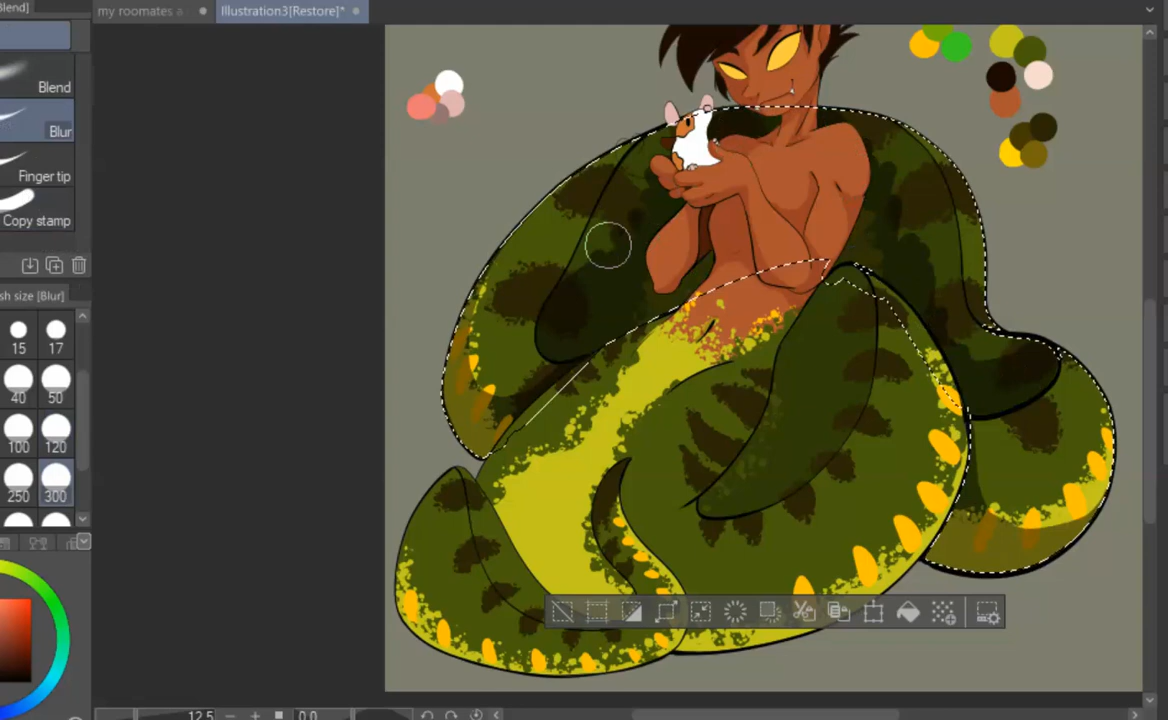 lend]
my roomates a
Illustration3[Restore]*
Blend
Blur
Finger tip
Copy stamp
sh size [Blur]
15 17
40 50
100 120
250 300
12.5 0.0